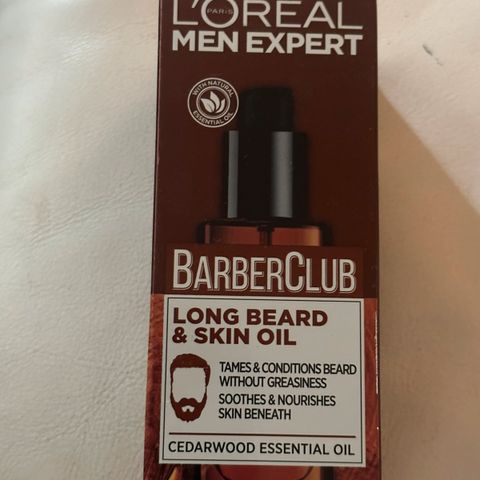 L'ORÉAL
PARIS
MEN EXPERT
WITH NATURAL
ESSENTIAL OIL
BARBERCLUB
LONG BEARD
& SKIN OIL
TAMES & CONDITIONS BEARD
WITHOUT GREASINESS
SOOTHES & NOURISHES
SKIN BENEATH
CEDARWOOD ESSENTIAL OIL